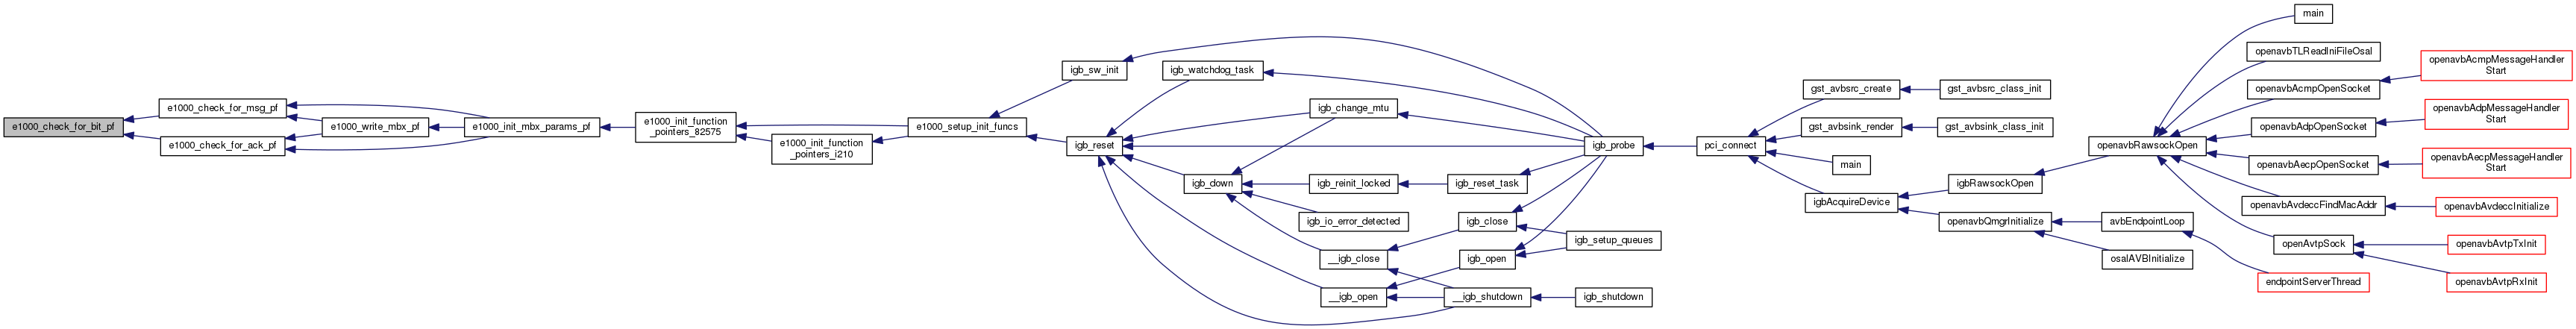 e1000_check_for_bit_pf
e1000_check_for_msg_pf
e1000_check_for_ack_pf
e1000_write_mbx_pf
e1000_init_mbx_params_pf
e1000_init_function
_pointers_82575
e1000_init_function
_pointers_i210
e1000_setup_init_funcs
igb_sw_init
igb_reset
igb_watchdog_task
igb_down
igb_change_mtu
igb_reinit_locked
igb_io_error_detected
__igb_close
__igb_open
igb_reset_task
igb_close
igb_open
__igb_shutdown
igb_probe
igb_setup_queues
igb_shutdown
pci_connect
gst_avbsrc_create
gst_avbsink_render
main
igbAcquireDevice
gst_avbsrc_class_init
gst_avbsink_class_init
igbRawsockOpen
openavbQmgrInitialize
openavbRawsockOpen
avbEndpointLoop
osalAVBInitialize
main
openavbTLReadIniFileOsal
openavbAcmpOpenSocket
openavbAdpOpenSocket
openavbAecpOpenSocket
openavbAvdeccFindMacAddr
openAvtpSock
endpointServerThread
openavbAcmpMessageHandler
Start
openavbAdpMessageHandler
Start
openavbAecpMessageHandler
Start
openavbAvdeccInitialize
openavbAvtpTxInit
openavbAvtpRxInit